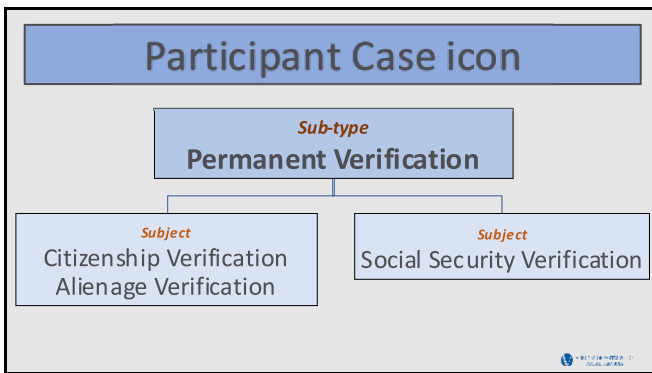 Participant Case icon
Sub-type
Permanent Verification
Subject
Citizenship Verification
Alienage Verification
Subject
Social Security Verification